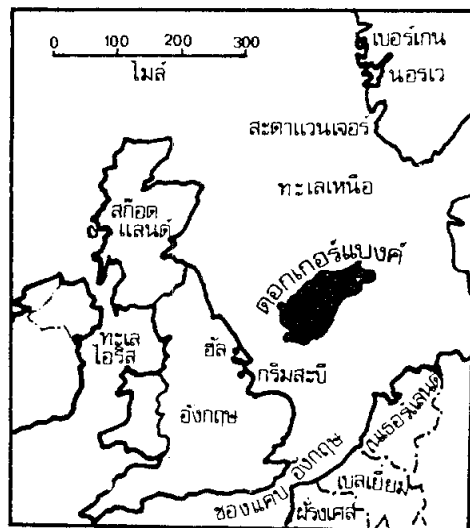 0 100 200 300
ไมล์
เบอร์เกน
นอรเว
สะตาแวนเจอร์
ทะเลเหนือ
สก๊อต
แลนด์
ดอกเกอร์แบงค์
ทะเล
ไอริส
ฮัล
กริมสะบี
อังกฤษ
เนธอร์แลนด์
ช่องแคบ อังกฤษ
เบลเยี่ยม
ฝรั่งเศส